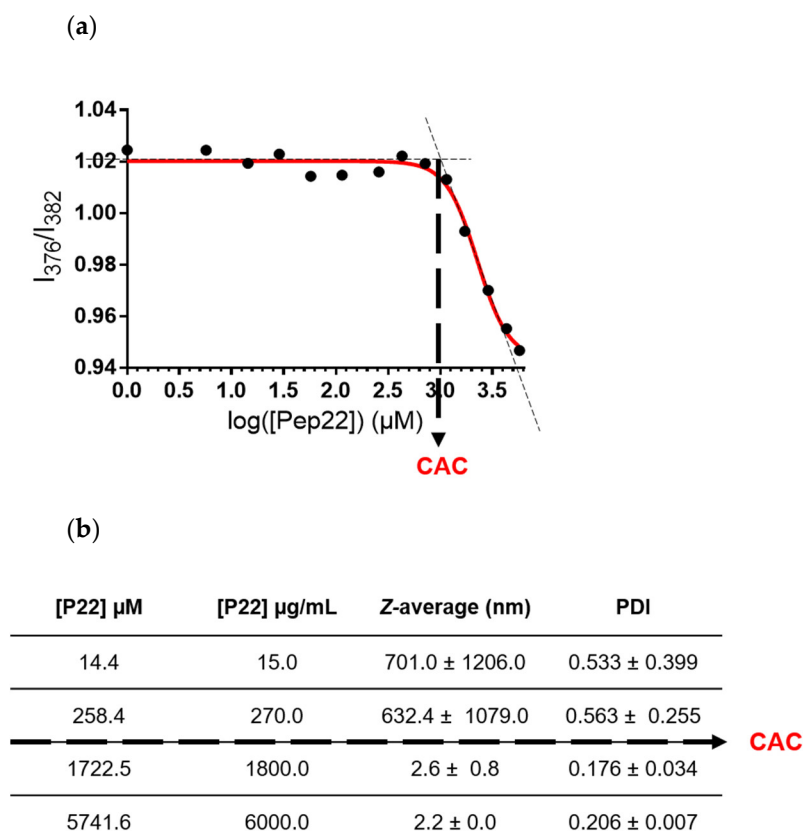 (a)
1.04
1.02
1.00
0.98
0.96
0.94
I376/I382
0.0 0.5 1.0 1.5 2.0 2.5 3.0 3.5
log([Pep22]) (μM)
CAC
(b)
[P22] μM [P22] μg/mL Z-average (nm) PDI
14.4 15.0 701.0 ± 1206.0 0.533 ± 0.399
258.4 270.0 632.4 ± 1079.0 0.563 ± 0.255
CAC
1722.5 1800.0 2.6 ± 0.8 0.176 ± 0.034
5741.6 6000.0 2.2 ± 0.0 0.206 ± 0.007